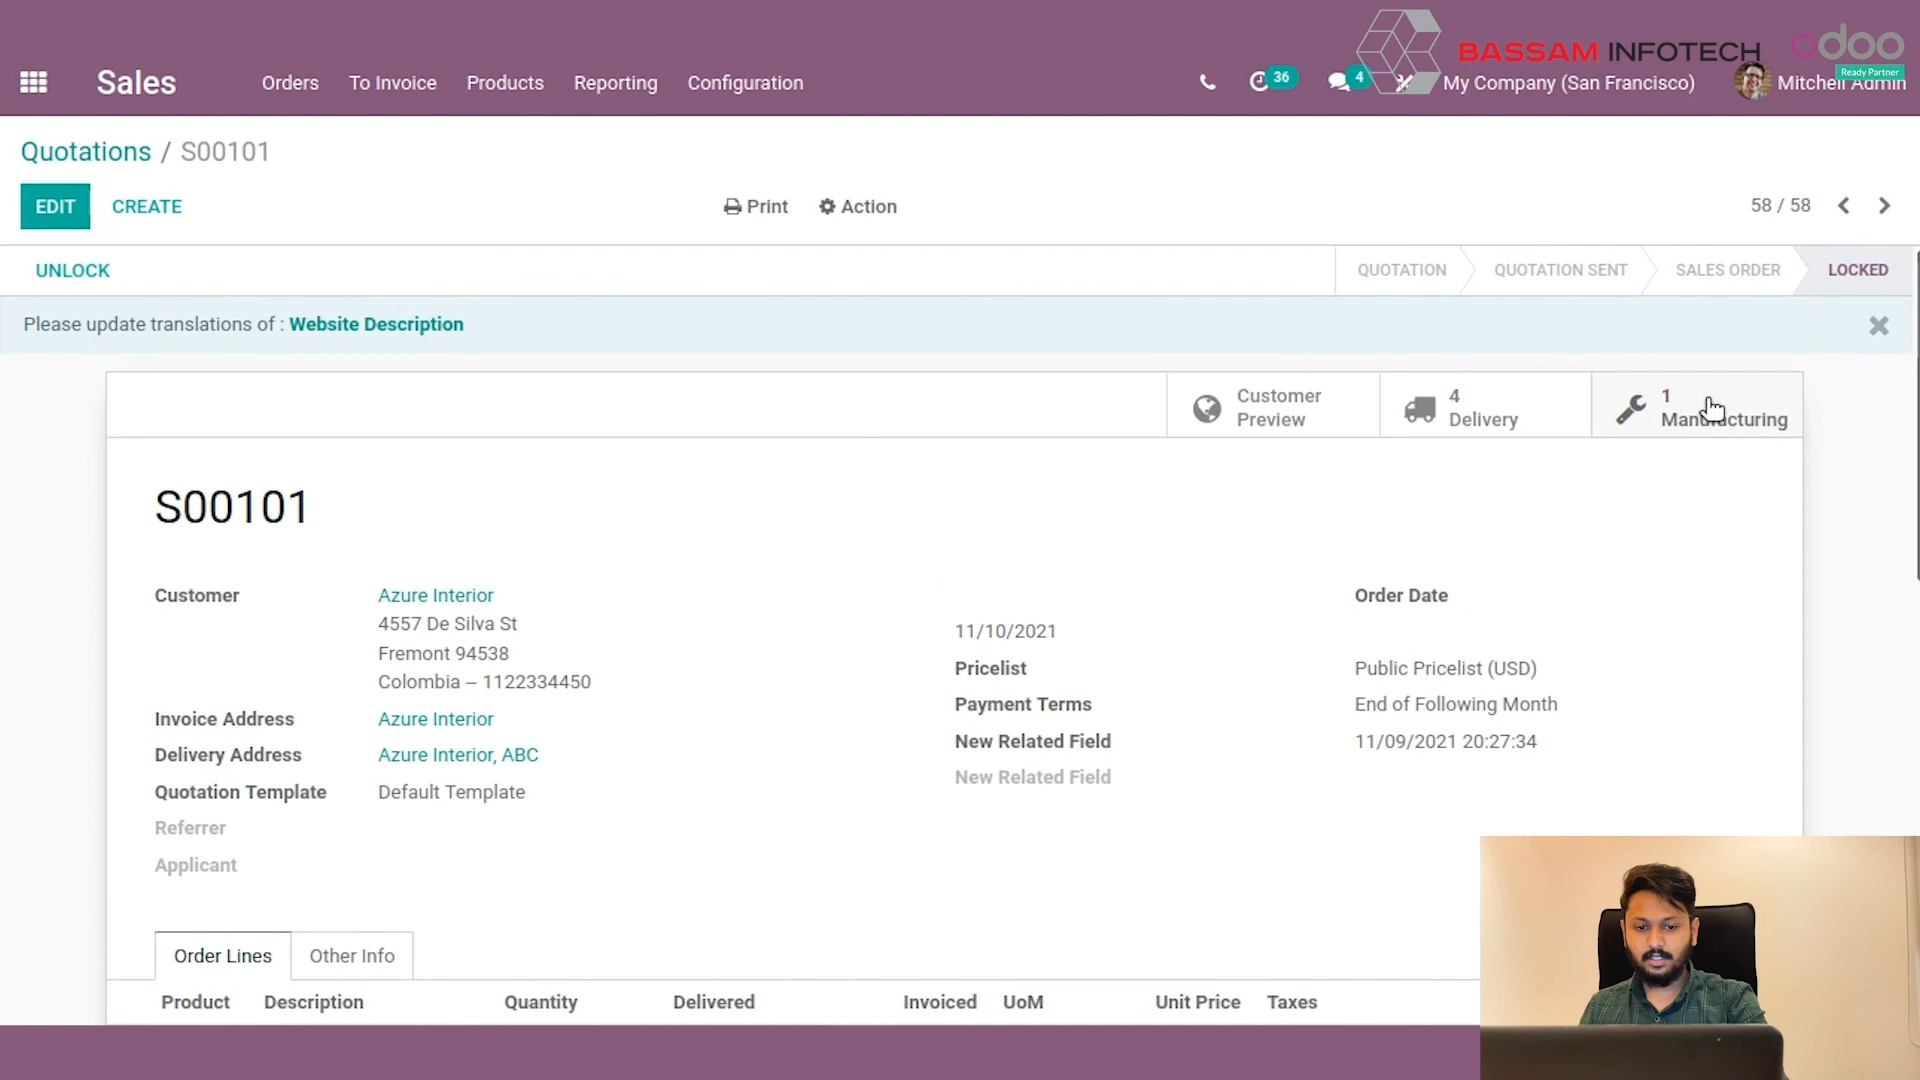 BASSAM INFOTECH
odoo
Ready Partner
Sales
Orders
To Invoice
Products
Reporting
Configuration
36
4
My Company (San Francisco)
Mitchell Admin
Quotations / S00101
EDIT
CREATE
Print
Action
58 / 58
UNLOCK
QUOTATION
QUOTATION SENT
SALES ORDER
LOCKED
Please update translations of : Website Description
Customer
Preview
4
Delivery
1
Manufacturing
S00101
Customer
Azure Interior
4557 De Silva St
Fremont 94538
Colombia – 1122334450
Invoice Address
Azure Interior
Delivery Address
Azure Interior, ABC
Quotation Template
Default Template
Referrer
Applicant
Order Date
11/10/2021
Pricelist
Public Pricelist (USD)
Payment Terms
End of Following Month
New Related Field
11/09/2021 20:27:34
New Related Field
Order Lines
Other Info
Product
Description
Quantity
Delivered
Invoiced
UoM
Unit Price
Taxes